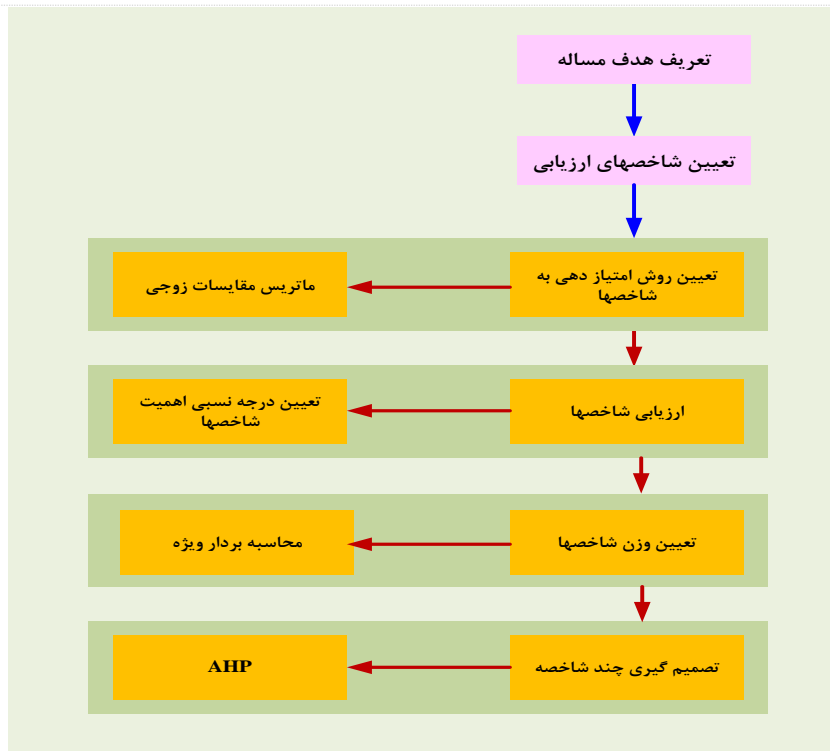 تعریف هدف مساله
تعیین شاخصهای ارزیابی
تعیین روش امتیاز دهی به
شاخصها
ماتریس مقایسات زوجی
ارزیابی شاخصها
تعیین درجه نسبی اهمیت
شاخصها
تعیین وزن شاخصها
محاسبه بردار ویژه
تصمیم گیری چند شاخصه
AHP